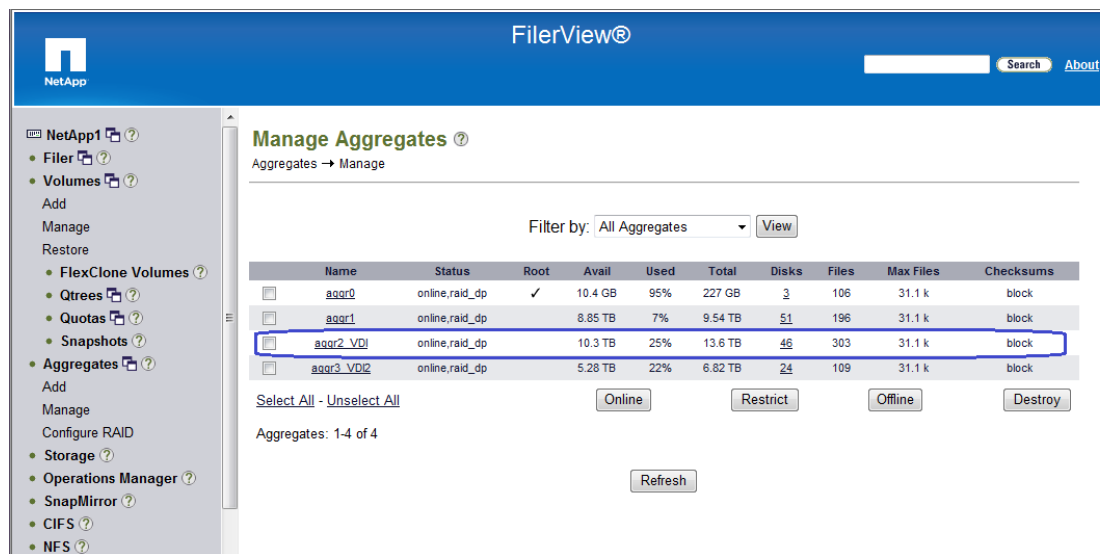 FilerView®
NetApp
Search About
NetApp1
Filer
Volumes
Add
Manage
Restore
FlexClone Volumes
Qtrees
Quotas
Snapshots
Aggregates
Add
Manage
Configure RAID
Storage
Operations Manager
SnapMirror
CIFS
NFS
Manage Aggregates
Aggregates → Manage
Filter by: All Aggregates View
Name Status Root Avail Used Total Disks Files Max Files Checksums
aggr0 online,raid_dp ✓ 10.4 GB 95% 227 GB 3 106 31.1 k block
aggr1 online,raid_dp 8.85 TB 7% 9.54 TB 51 196 31.1 k block
aggr2_VDI online,raid_dp 10.3 TB 25% 13.6 TB 46 303 31.1 k block
aggr3_VDI2 online,raid_dp 5.28 TB 22% 6.82 TB 24 109 31.1 k block
Select All - Unselect All Online Restrict Offline Destroy
Aggregates: 1-4 of 4
Refresh